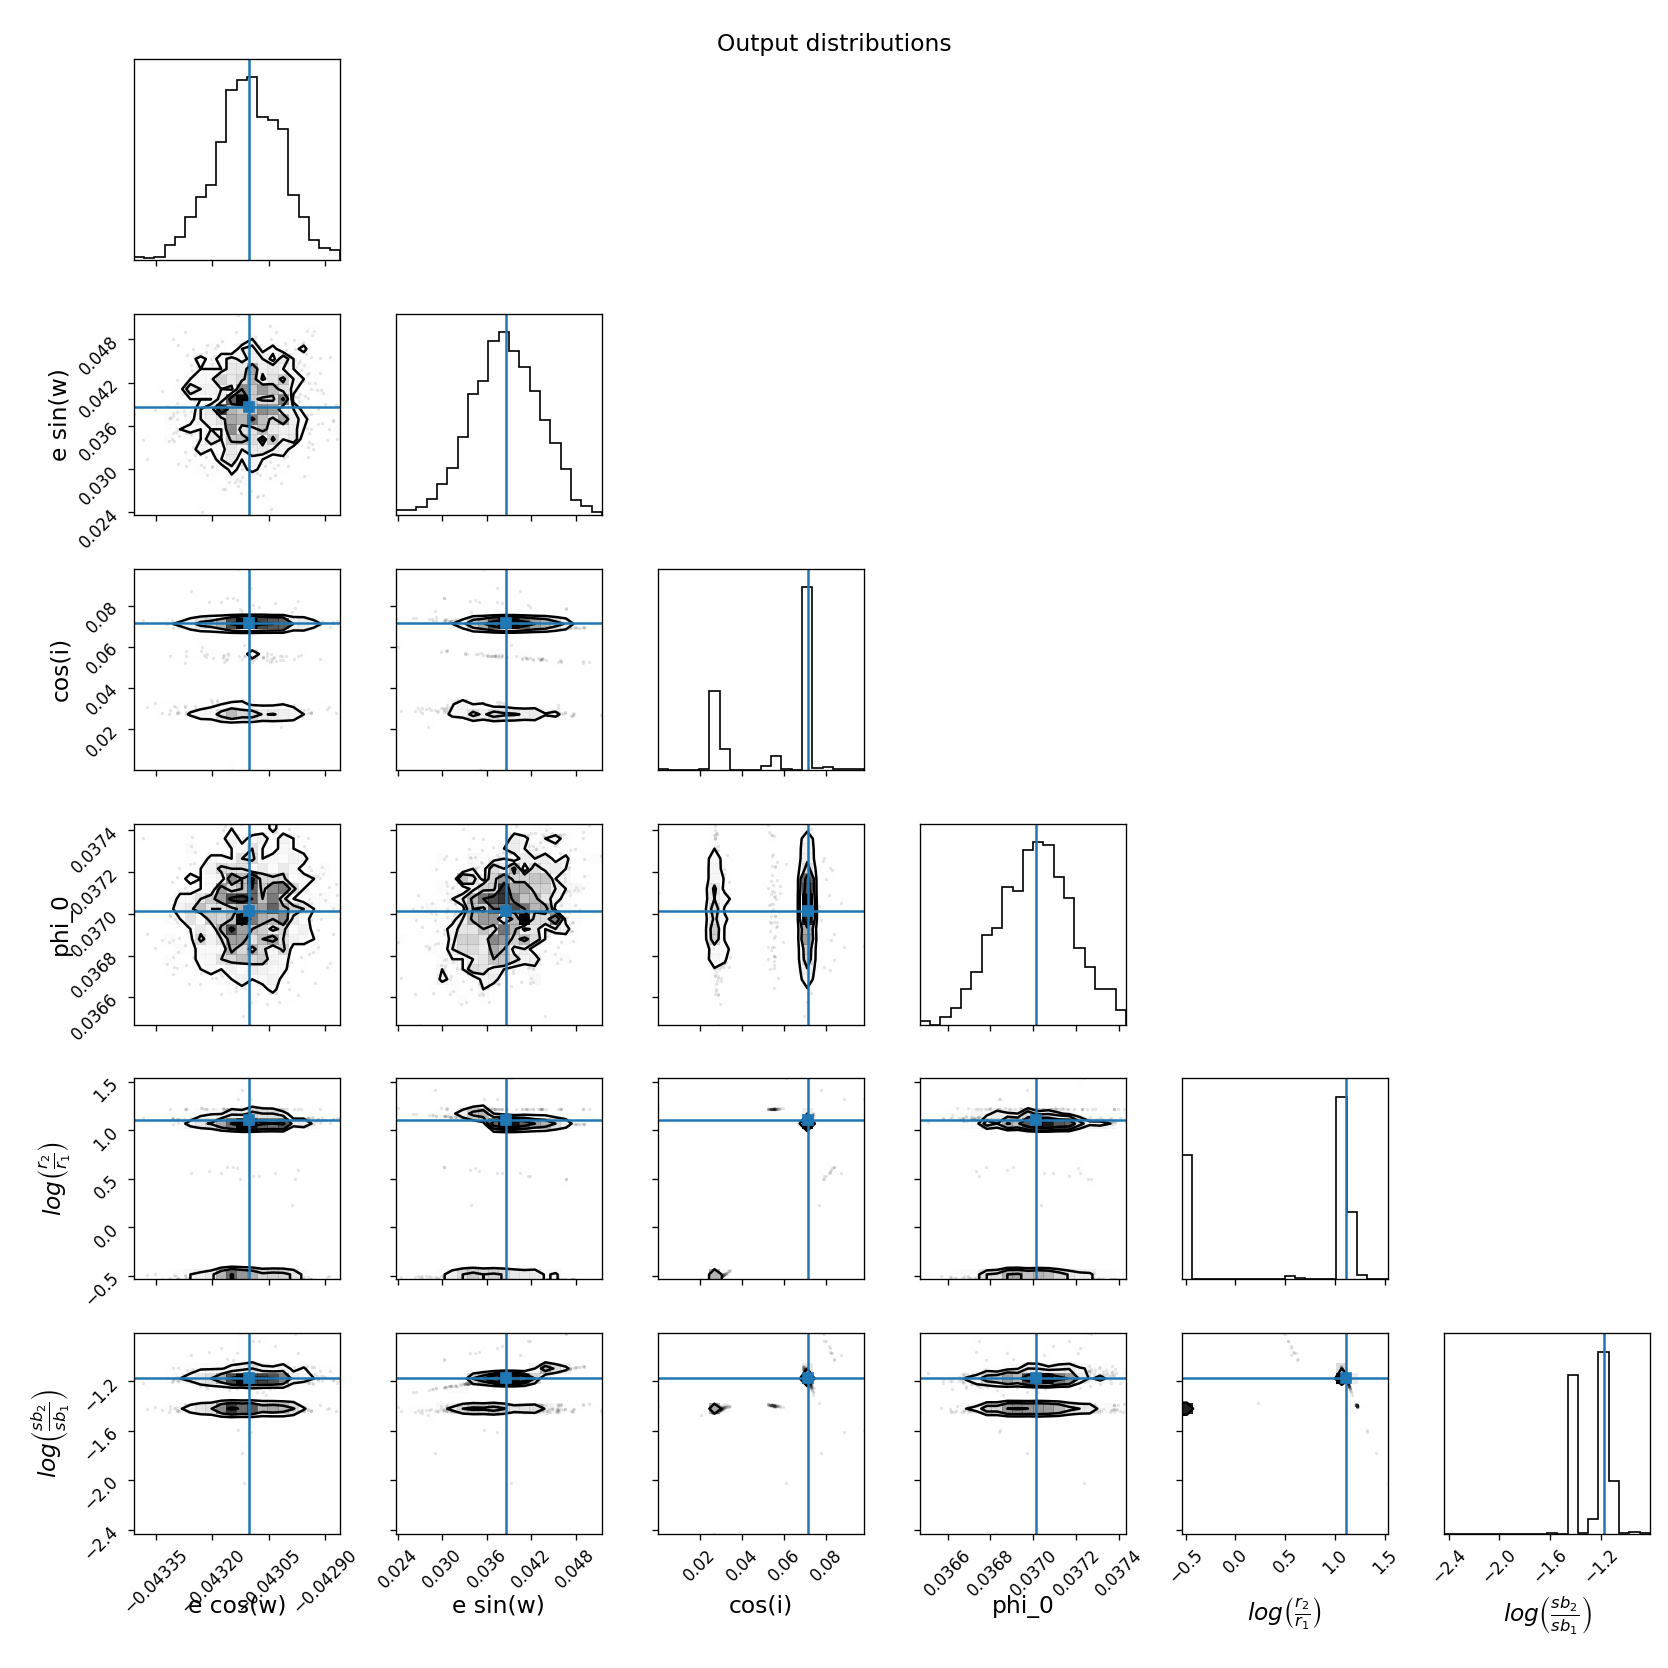 Output distributions
e sin(w)
0.048
0.042
0.036
0.030
0.024
cos(i)
0.08
0.06
0.04
0.02
phi_0
0.0374
0.0372
0.0370
0.0368
0.0366
log(r₂/r₁)
1.5
1.0
0.5
0.0
−0.5
log(sb₂/sb₁)
−1.2
−1.6
−2.0
−2.4
−0.04335 −0.04320 −0.04305 −0.04290
0.024 0.030 0.036 0.042 0.048
0.02 0.04 0.06 0.08
0.0366 0.0368 0.0370 0.0372 0.0374
−0.5 0.0 0.5 1.0 1.5
−2.4 −2.0 −1.6 −1.2
e cos(w) e sin(w) cos(i) phi_0 log(r₂/r₁) log(sb₂/sb₁)